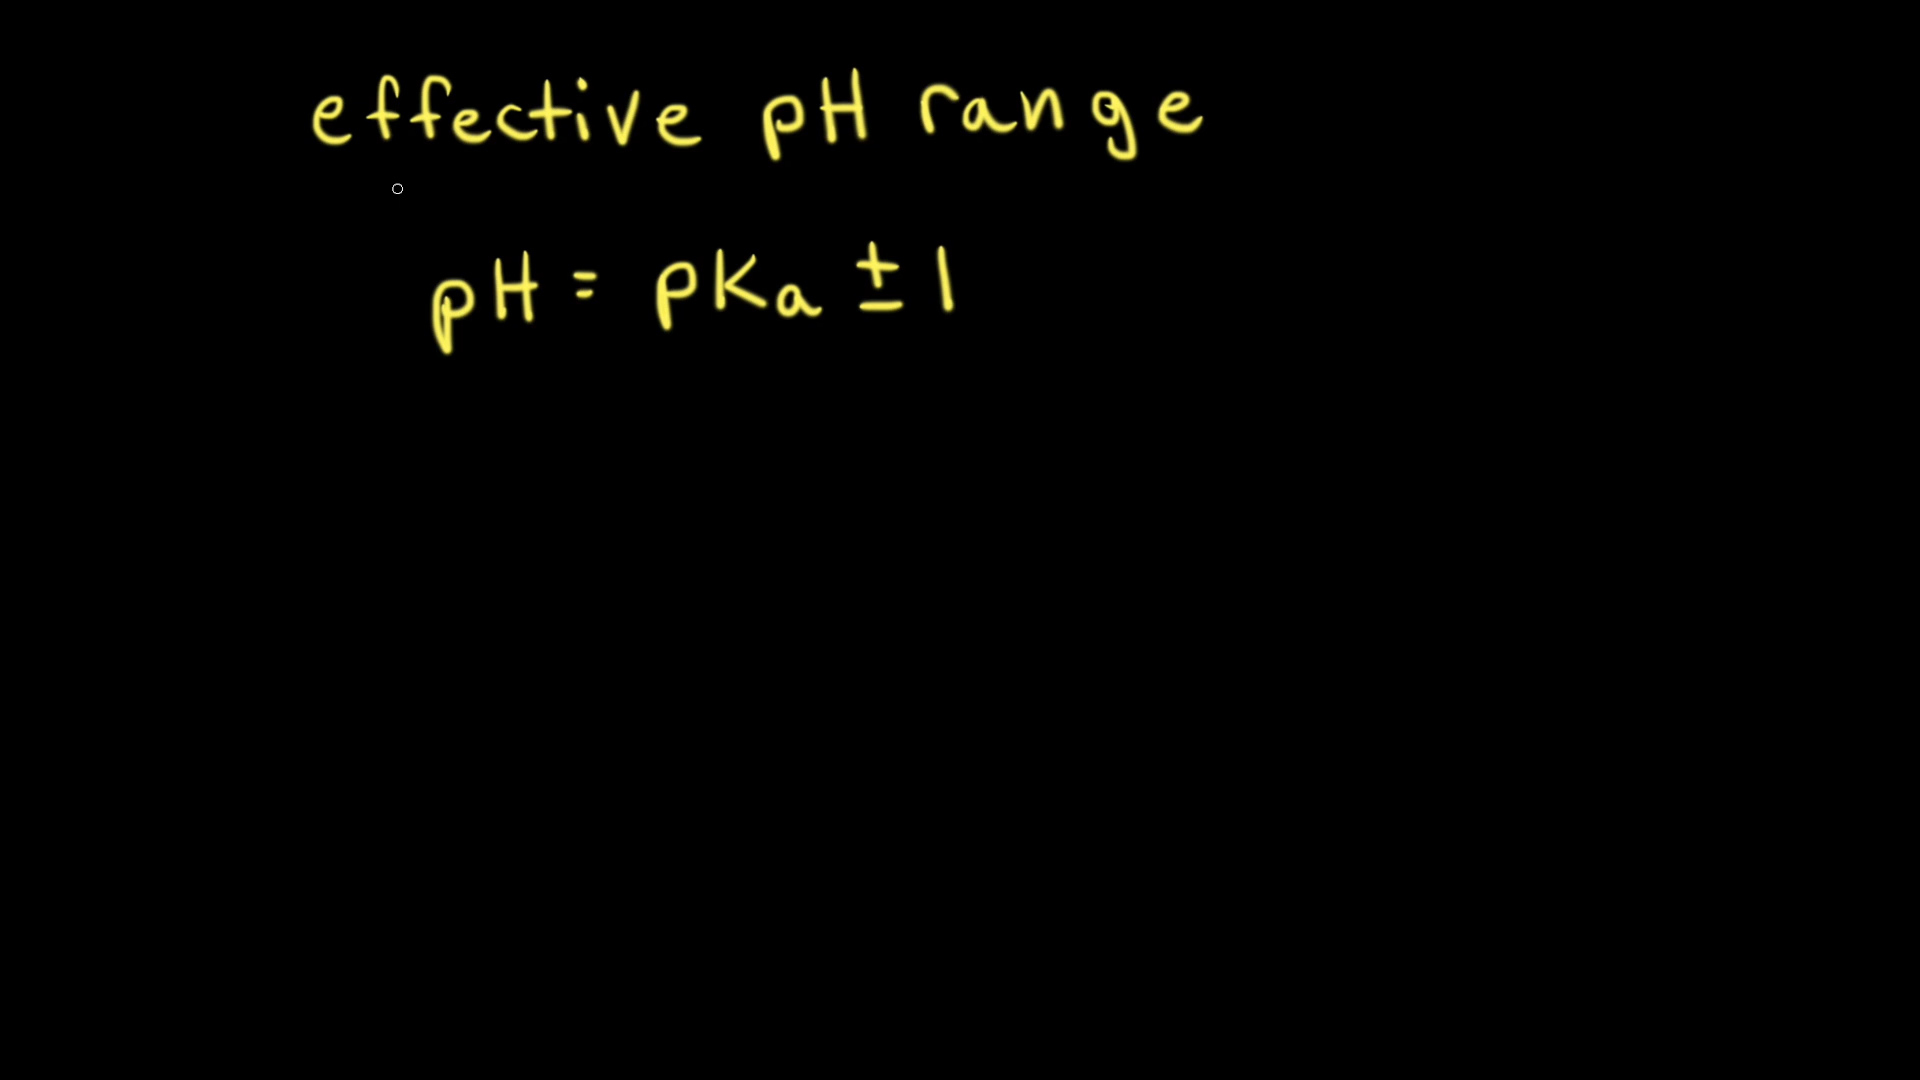 effective pH range
pH = pKa ± 1